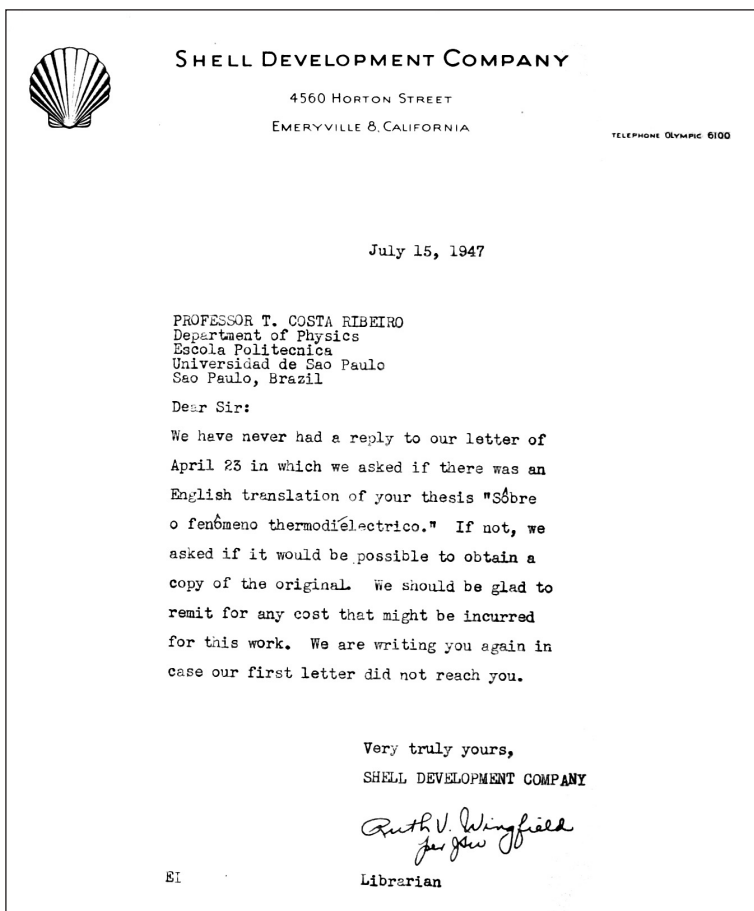 SHELL DEVELOPMENT COMPANY
4560 HORTON STREET
EMERYVILLE 8, CALIFORNIA
TELEPHONE OLYMPIC 6100
July 15, 1947
PROFESSOR T. COSTA RIBEIRO
Department of Physics
Escola Politecnica
Universidad de Sao Paulo
Sao Paulo, Brazil
Dear Sir:
We have never had a reply to our letter of
April 23 in which we asked if there was an
English translation of your thesis "Sôbre
o fenômeno thermodiélectrico." If not, we
asked if it would be possible to obtain a
copy of the original. We should be glad to
remit for any cost that might be incurred
for this work. We are writing you again in
case our first letter did not reach you.
Very truly yours,
SHELL DEVELOPMENT COMPANY
Ruth V. Wingfield
per
EI
Librarian